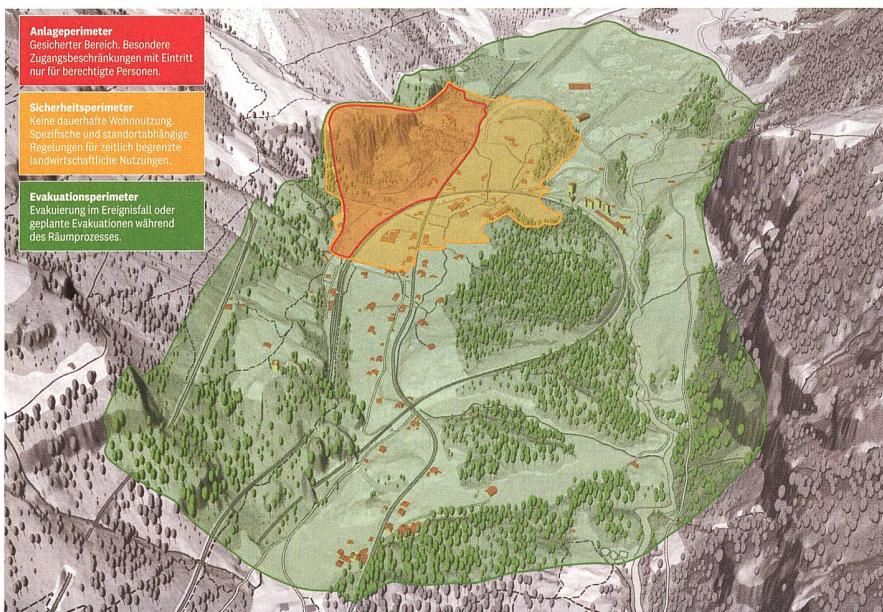 Anlageperimeter
Gesicherter Bereich. Besondere
Zugangsbeschränkungen mit Eintritt
nur für berechtigte Personen.
Sicherheitsperimeter
Keine dauerhafte Wohnnutzung.
Spezifische und standortabhängige
Regelungen für zeitlich begrenzte
landwirtschaftliche Nutzungen.
Evakuationsperimeter
Evakuierung im Ereignisfall oder
geplante Evakuationen während
des Räumprozesses.